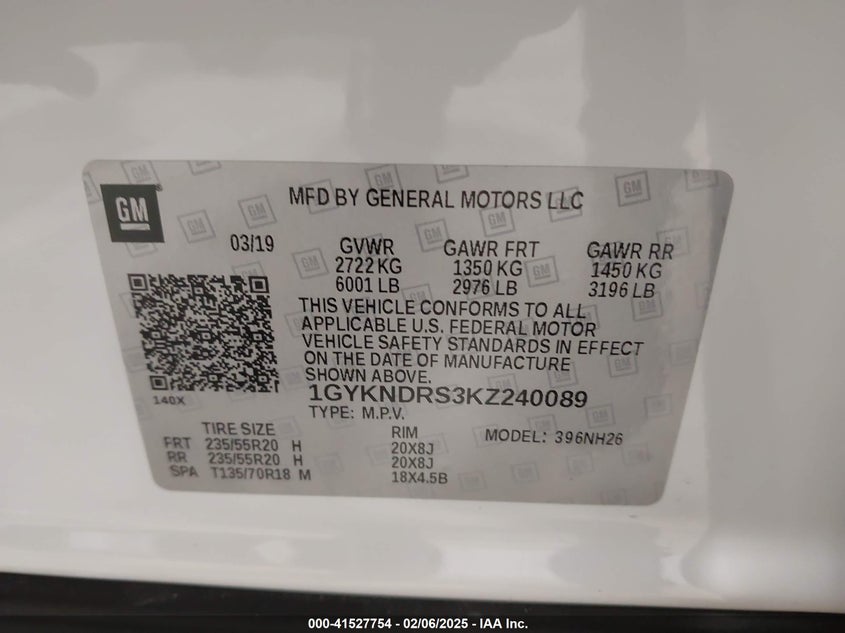 GM
MFD BY GENERAL MOTORS LLC
03/19 GVWR GAWR FRT GAWR RR
2722 KG 1350 KG 1450 KG
6001 LB 2976 LB 3196 LB
THIS VEHICLE CONFORMS TO ALL
APPLICABLE U.S. FEDERAL MOTOR
VEHICLE SAFETY STANDARDS IN EFFECT
ON THE DATE OF MANUFACTURE
SHOWN ABOVE.
140X
1GYKNDRS3KZ240089
TYPE: M.P.V.
TIRE SIZE RIM MODEL: 396NH26
FRT 235/55R20 H 20X8J
RR 235/55R20 H 20X8J
SPA T135/70R18 M 18X4.5B
000-41527754 / 02/06/2025 - IAA Inc.